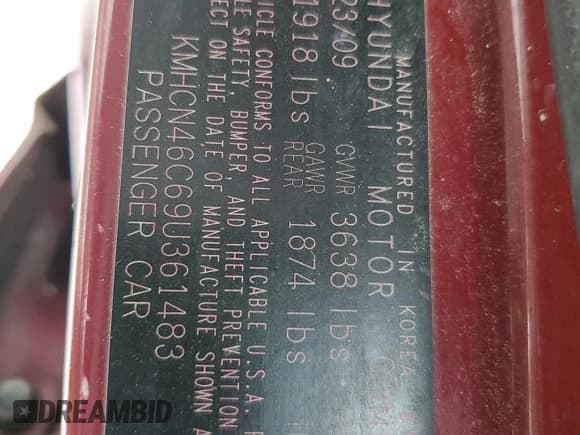 MANUFACTURED IN KOREA
HYUNDAI MOTOR
23/09 GVWR 3638 lbs
1918 lbs GAWR REAR 1874 lbs
ICLE CONFORMS TO ALL APPLICABLE U.S.A.
LE SAFETY, BUMPER, AND THEFT PREVENTION
ECT ON THE DATE OF MANUFACTURE SHOWN A
KMHCN46C69U361483
PASSENGER CAR
DREAMBID